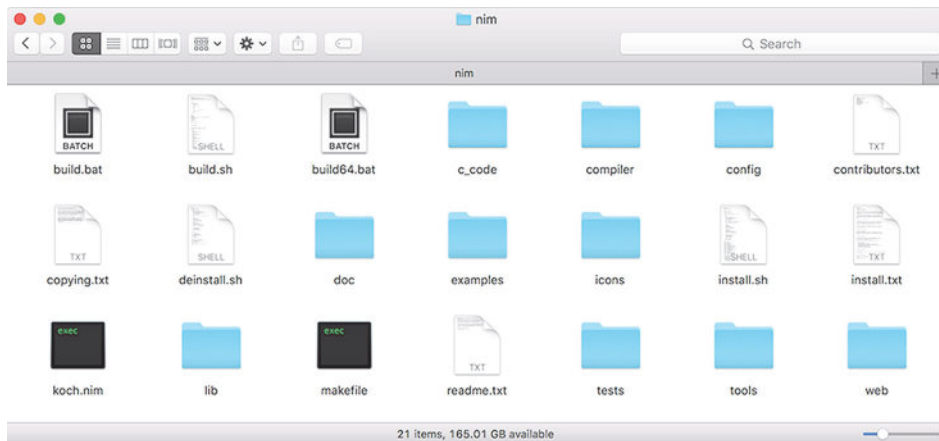 nim
Search
nim
+
BATCH SHELL BATCH TXT
build.bat build.sh build64.bat c_code compiler config contributors.txt
TXT SHELL SHELL TXT
copying.txt deinstall.sh doc examples icons install.sh install.txt
exec exec TXT
koch.nim lib makefile readme.txt tests tools web
21 items, 165.01 GB available